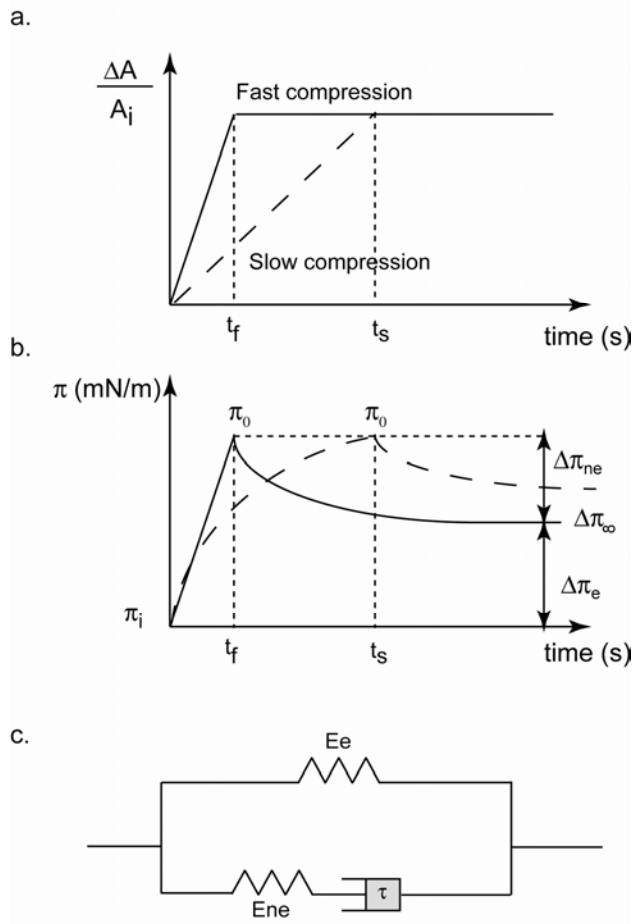 a.
ΔA
Ai
Fast compression
Slow compression
tf
ts
time (s)
b.
π (mN/m)
π0
π0
Δπne
Δπ∞
Δπe
πi
tf
ts
time (s)
c.
Ee
τ
Ene